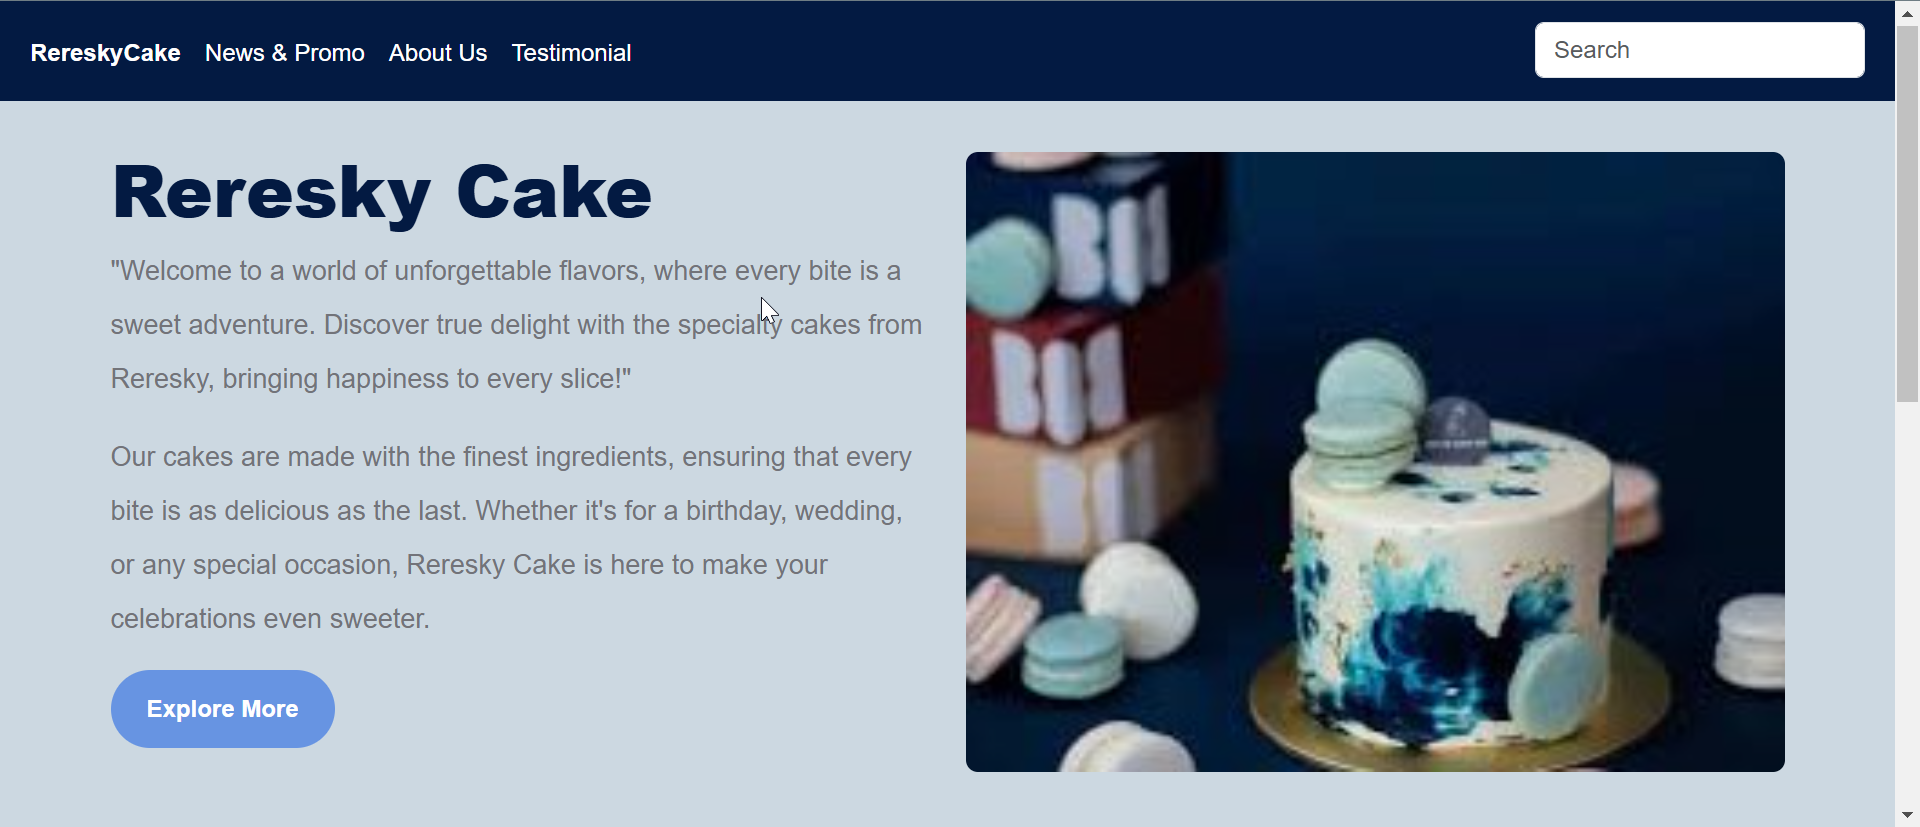 RereskyCake News & Promo About Us Testimonial Search
Reresky Cake
"Welcome to a world of unforgettable flavors, where every bite is a
sweet adventure. Discover true delight with the specialty cakes from
Reresky, bringing happiness to every slice!"
Our cakes are made with the finest ingredients, ensuring that every
bite is as delicious as the last. Whether it's for a birthday, wedding,
or any special occasion, Reresky Cake is here to make your
celebrations even sweeter.
Explore More